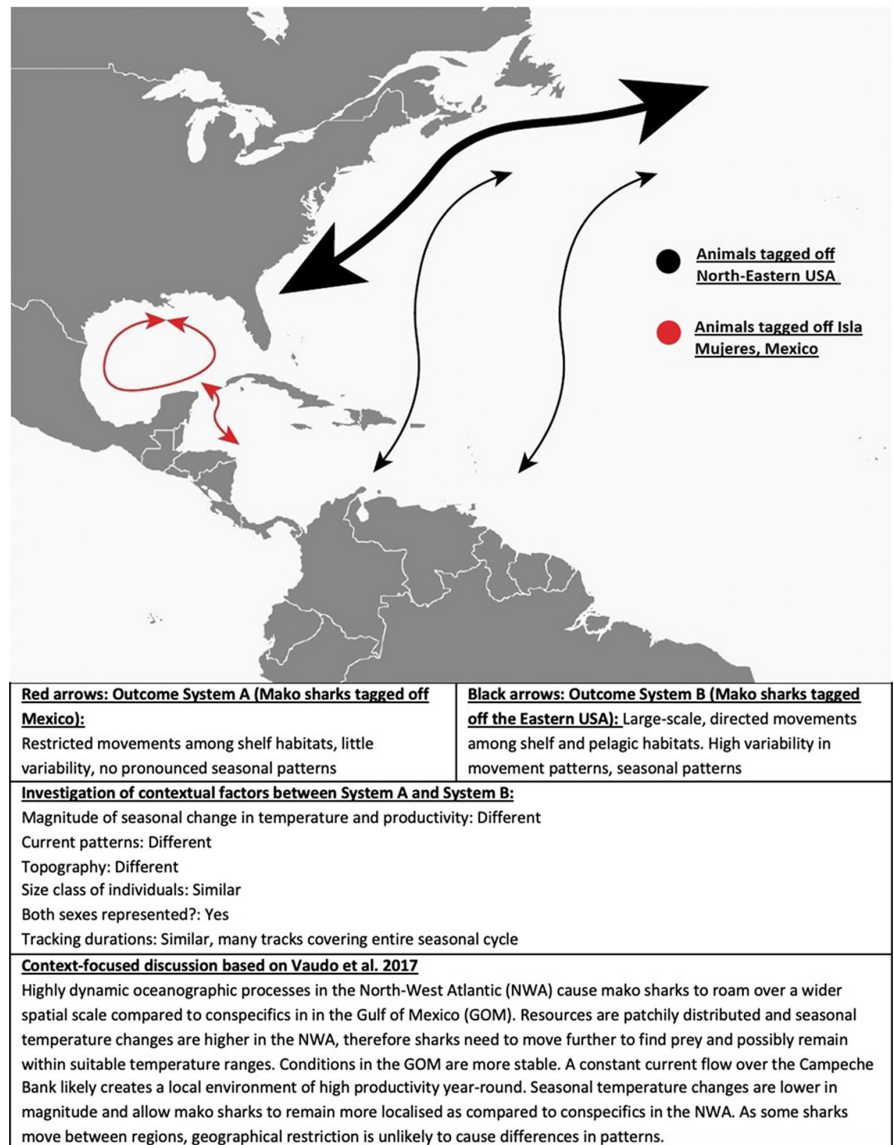 Animals tagged off
North-Eastern USA
Animals tagged off Isla
Mujeres, Mexico
Red arrows: Outcome System A (Mako sharks tagged off
Mexico):
Restricted movements among shelf habitats, little
variability, no pronounced seasonal patterns
Black arrows: Outcome System B (Mako sharks tagged
off the Eastern USA): Large-scale, directed movements
among shelf and pelagic habitats. High variability in
movement patterns, seasonal patterns
Investigation of contextual factors between System A and System B:
Magnitude of seasonal change in temperature and productivity: Different
Current patterns: Different
Topography: Different
Size class of individuals: Similar
Both sexes represented?: Yes
Tracking durations: Similar, many tracks covering entire seasonal cycle
Context-focused discussion based on Vaudo et al. 2017
Highly dynamic oceanographic processes in the North-West Atlantic (NWA) cause mako sharks to roam over a wider
spatial scale compared to conspecifics in in the Gulf of Mexico (GOM). Resources are patchily distributed and seasonal
temperature changes are higher in the NWA, therefore sharks need to move further to find prey and possibly remain
within suitable temperature ranges. Conditions in the GOM are more stable. A constant current flow over the Campeche
Bank likely creates a local environment of high productivity year-round. Seasonal temperature changes are lower in
magnitude and allow mako sharks to remain more localised as compared to conspecifics in the NWA. As some sharks
move between regions, geographical restriction is unlikely to cause differences in patterns.